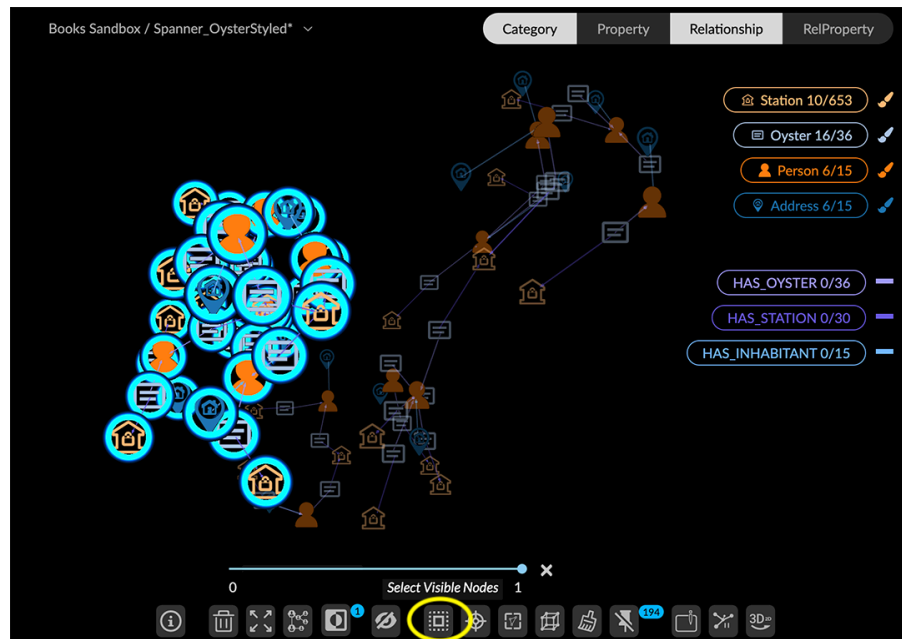 Books Sandbox / Spanner_OysterStyled*
Category Property Relationship RelProperty
Station 10/653
Oyster 16/36
Person 6/15
Address 6/15
HAS_OYSTER 0/36
HAS_STATION 0/30
HAS_INHABITANT 0/15
0 Select Visible Nodes 1
1
194
3D